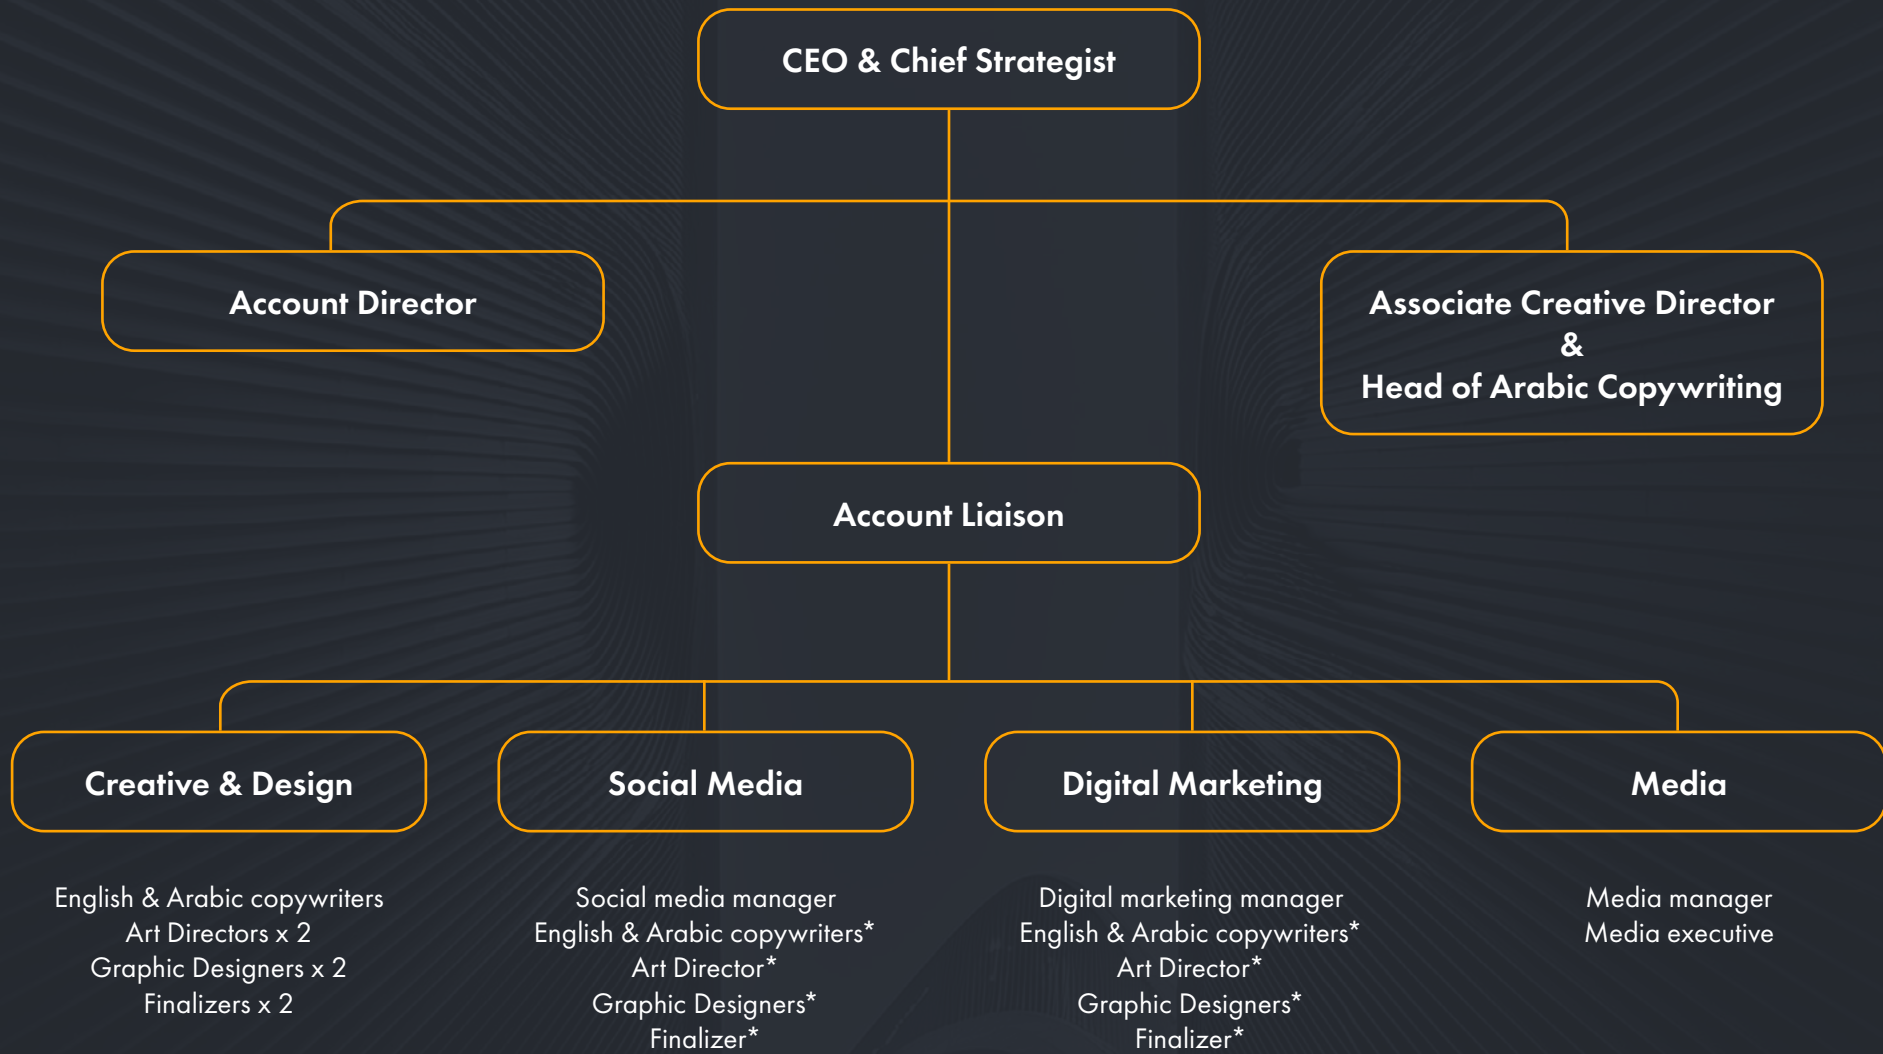 CEO & Chief Strategist
Account Director
Associate Creative Director
&
Head of Arabic Copywriting
Account Liaison
Creative & Design
English & Arabic copywriters
Art Directors x 2
Graphic Designers x 2
Finalizers x 2
Social Media
Social media manager
English & Arabic copywriters*
Art Director*
Graphic Designers*
Finalizer*
Digital Marketing
Digital marketing manager
English & Arabic copywriters*
Art Director*
Graphic Designers*
Finalizer*
Media
Media manager
Media executive